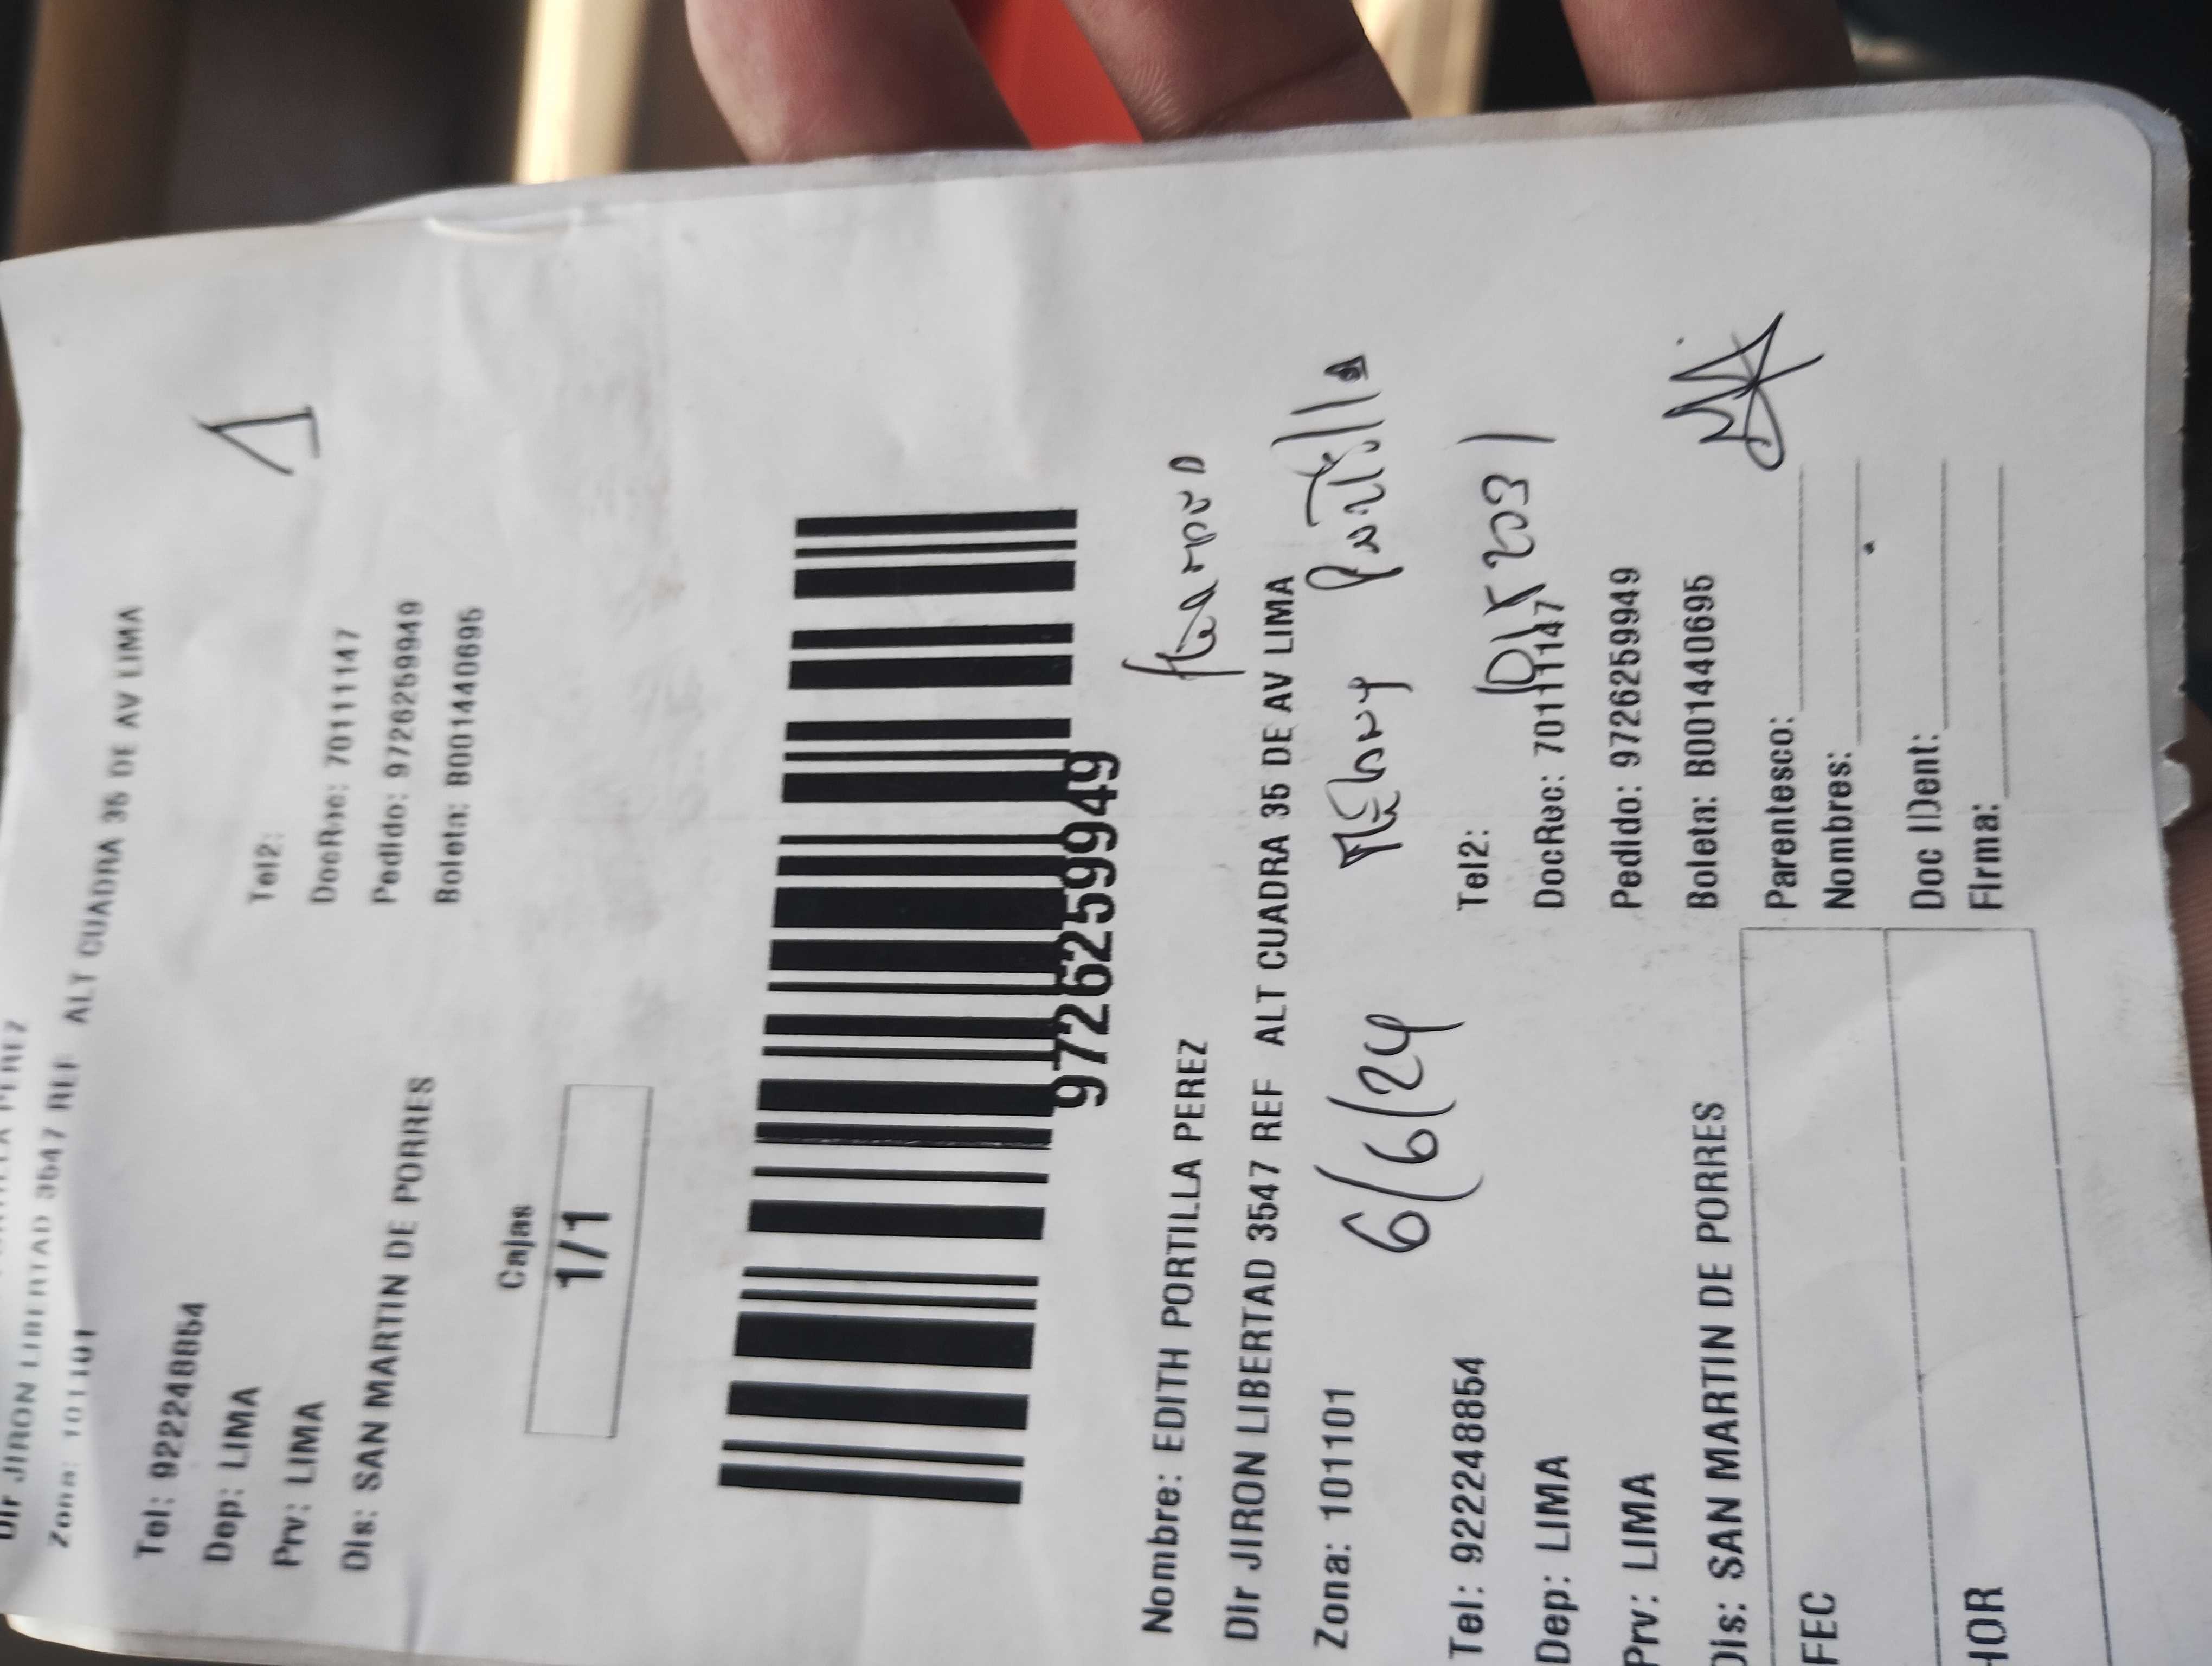 Dir JIRON LIBERTAD 3547 REF ALT CUADRA 35 DE AV LIMA
Zona: 101101
1
Tel: 922248854 Tel2:
Dep: LIMA DocRec: 701111147
Prv: LIMA Pedido: 9726259949
Dis: SAN MARTIN DE PORRES Boleta: B001440695
Cajas
1/1
9726259949
Nombre: EDITH PORTILLA PEREZ
Dir JIRON LIBERTAD 3547 REF ALT CUADRA 35 DE AV LIMA
Zona: 101101 6/6/24 Portilla
Tel: 922248854 Tel2:
Dep: LIMA DocRec: 701111147
Prv: LIMA Pedido: 9726259949
Dis: SAN MARTIN DE PORRES Boleta: B001440695
FEC Parentesco:
Nombres:
HOR Doc IDent:
Firma: